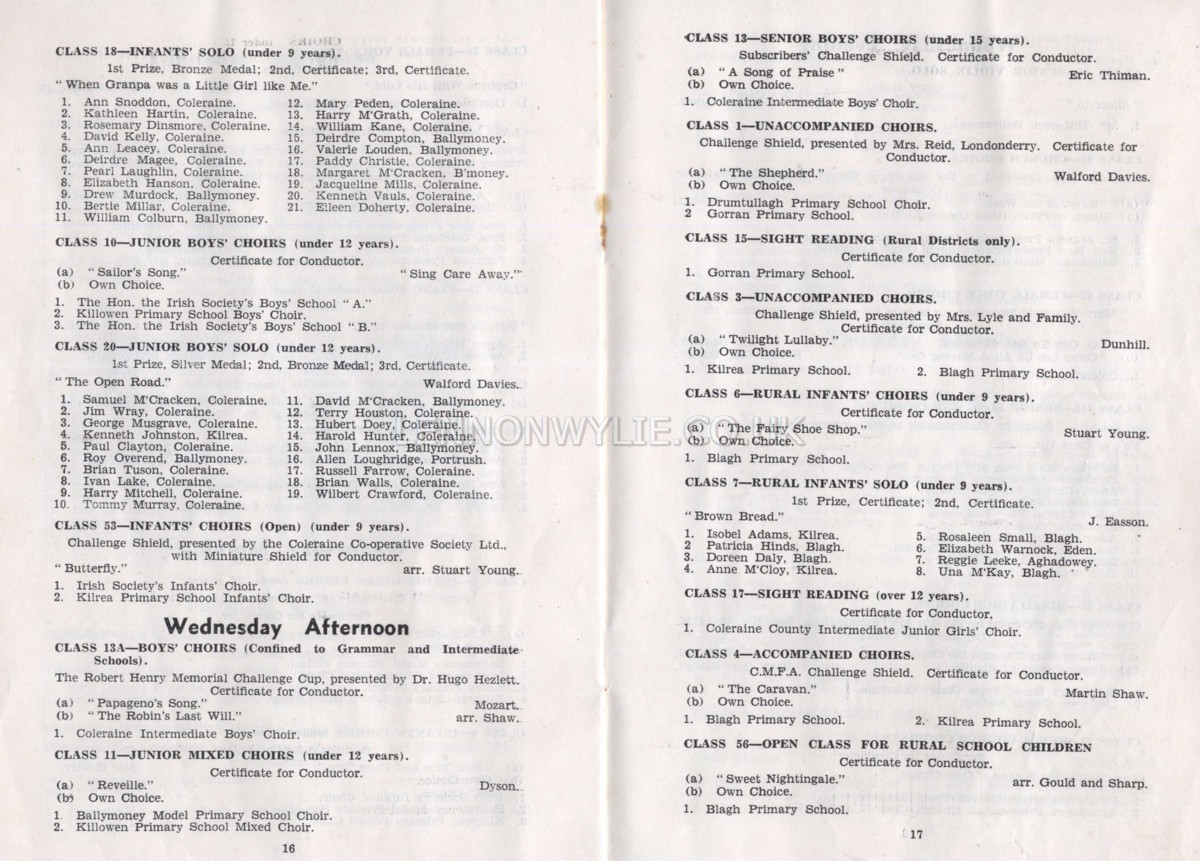 CLASS 18—INFANTS' SOLO (under 9 years).
1st Prize, Bronze Medal; 2nd, Certificate; 3rd, Certificate.
"When Granpa was a Little Girl like Me."
1. Ann Snoddon, Coleraine.
2. Kathleen Hartin, Coleraine.
3. Rosemary Dinsmore, Coleraine.
4. David Kelly, Coleraine.
5. Ann Leacey, Coleraine.
6. Deirdre Magee, Coleraine.
7. Pearl Laughlin, Coleraine.
8. Elizabeth Hanson, Coleraine.
9. Drew Murdock, Ballymoney.
10. Bertie Millar, Coleraine.
11. William Colburn, Ballymoney.
12. Mary Peden, Coleraine.
13. Harry M'Grath, Coleraine.
14. William Kane, Coleraine.
15. Deirdre Compton, Ballymoney.
16. Valerie Louden, Ballymoney.
17. Paddy Christie, Coleraine.
18. Margaret M'Cracken, B'money.
19. Jacqueline Mills, Coleraine.
20. Kenneth Vauls, Coleraine.
21. Eileen Doherty, Coleraine.
CLASS 10—JUNIOR BOYS' CHOIRS (under 12 years).
Certificate for Conductor.
(a) "Sailor's Song." "Sing Care Away."
(b) Own Choice.
1. The Hon. the Irish Society's Boys' School "A."
2. Killowen Primary School Boys' Choir.
3. The Hon. the Irish Society's Boys' School "B."
CLASS 20—JUNIOR BOYS' SOLO (under 12 years).
1st Prize, Silver Medal; 2nd, Bronze Medal; 3rd, Certificate.
"The Open Road." Walford Davies.
1. Samuel M'Cracken, Coleraine.
2. Jim Wray, Coleraine.
3. George Musgrave, Coleraine.
4. Kenneth Johnston, Kilrea.
5. Paul Clayton, Coleraine.
6. Roy Overend, Ballymoney.
7. Brian Tuson, Coleraine.
8. Ivan Lake, Coleraine.
9. Harry Mitchell, Coleraine.
10. Tommy Murray, Coleraine.
11. David M'Cracken, Ballymoney.
12. Terry Houston, Coleraine.
13. Hubert Doey, Coleraine.
14. Harold Hunter, Coleraine.
15. John Lennox, Ballymoney.
16. Allen Loughridge, Portrush.
17. Russell Farrow, Coleraine.
18. Brian Walls, Coleraine.
19. Wilbert Crawford, Coleraine.
CLASS 53—INFANTS' CHOIRS (Open) (under 9 years).
Challenge Shield, presented by the Coleraine Co-operative Society Ltd.,
with Miniature Shield for Conductor.
"Butterfly." arr. Stuart Young.
1. Irish Society's Infants' Choir.
2. Kilrea Primary School Infants' Choir.
Wednesday Afternoon
CLASS 13A—BOYS' CHOIRS (Confined to Grammar and Intermediate
Schools).
The Robert Henry Memorial Challenge Cup, presented by Dr. Hugo Hezlett.
Certificate for Conductor.
(a) "Papageno's Song." Mozart.
(b) "The Robin's Last Will." arr. Shaw.
1. Coleraine Intermediate Boys' Choir.
CLASS 11—JUNIOR MIXED CHOIRS (under 12 years).
Certificate for Conductor.
(a) "Reveille." Dyson.
(b) Own Choice.
1. Ballymoney Model Primary School Choir.
2. Killowen Primary School Mixed Choir.
16
CLASS 13—SENIOR BOYS' CHOIRS (under 15 years).
Subscribers' Challenge Shield. Certificate for Conductor.
(a) "A Song of Praise" Eric Thiman.
(b) Own Choice.
1. Coleraine Intermediate Boys' Choir.
CLASS 1—UNACCOMPANIED CHOIRS.
Challenge Shield, presented by Mrs. Reid, Londonderry. Certificate for
Conductor.
(a) "The Shepherd." Walford Davies.
(b) Own Choice.
1. Drumtullagh Primary School Choir.
2 Gorran Primary School.
CLASS 15—SIGHT READING (Rural Districts only).
Certificate for Conductor.
1. Gorran Primary School.
CLASS 3—UNACCOMPANIED CHOIRS.
Challenge Shield, presented by Mrs. Lyle and Family.
Certificate for Conductor.
(a) "Twilight Lullaby." Dunhill.
(b) Own Choice.
1. Kilrea Primary School. 2. Blagh Primary School.
CLASS 6—RURAL INFANTS' CHOIRS (under 9 years).
Certificate for Conductor.
(a) "The Fairy Shoe Shop." Stuart Young.
(b) Own Choice.
1. Blagh Primary School.
CLASS 7—RURAL INFANTS' SOLO (under 9 years).
1st Prize, Certificate; 2nd, Certificate.
"Brown Bread." J. Easson.
1. Isobel Adams, Kilrea.
2 Patricia Hinds, Blagh.
3. Doreen Daly, Blagh.
4. Anne M'Cloy, Kilrea.
5. Rosaleen Small, Blagh.
6. Elizabeth Warnock, Eden.
7. Reggie Leeke, Aghadowey.
8. Una M'Kay, Blagh.
CLASS 17—SIGHT READING (over 12 years).
Certificate for Conductor.
1. Coleraine County Intermediate Junior Girls' Choir.
CLASS 4—ACCOMPANIED CHOIRS.
C.M.F.A. Challenge Shield. Certificate for Conductor.
(a) "The Caravan." Martin Shaw.
(b) Own Choice.
1. Blagh Primary School. 2. Kilrea Primary School.
CLASS 56—OPEN CLASS FOR RURAL SCHOOL CHILDREN
Certificate for Conductor.
(a) "Sweet Nightingale." arr. Gould and Sharp.
(b) Own Choice.
1. Blagh Primary School.
17
LENNONWYLIE.CO.UK